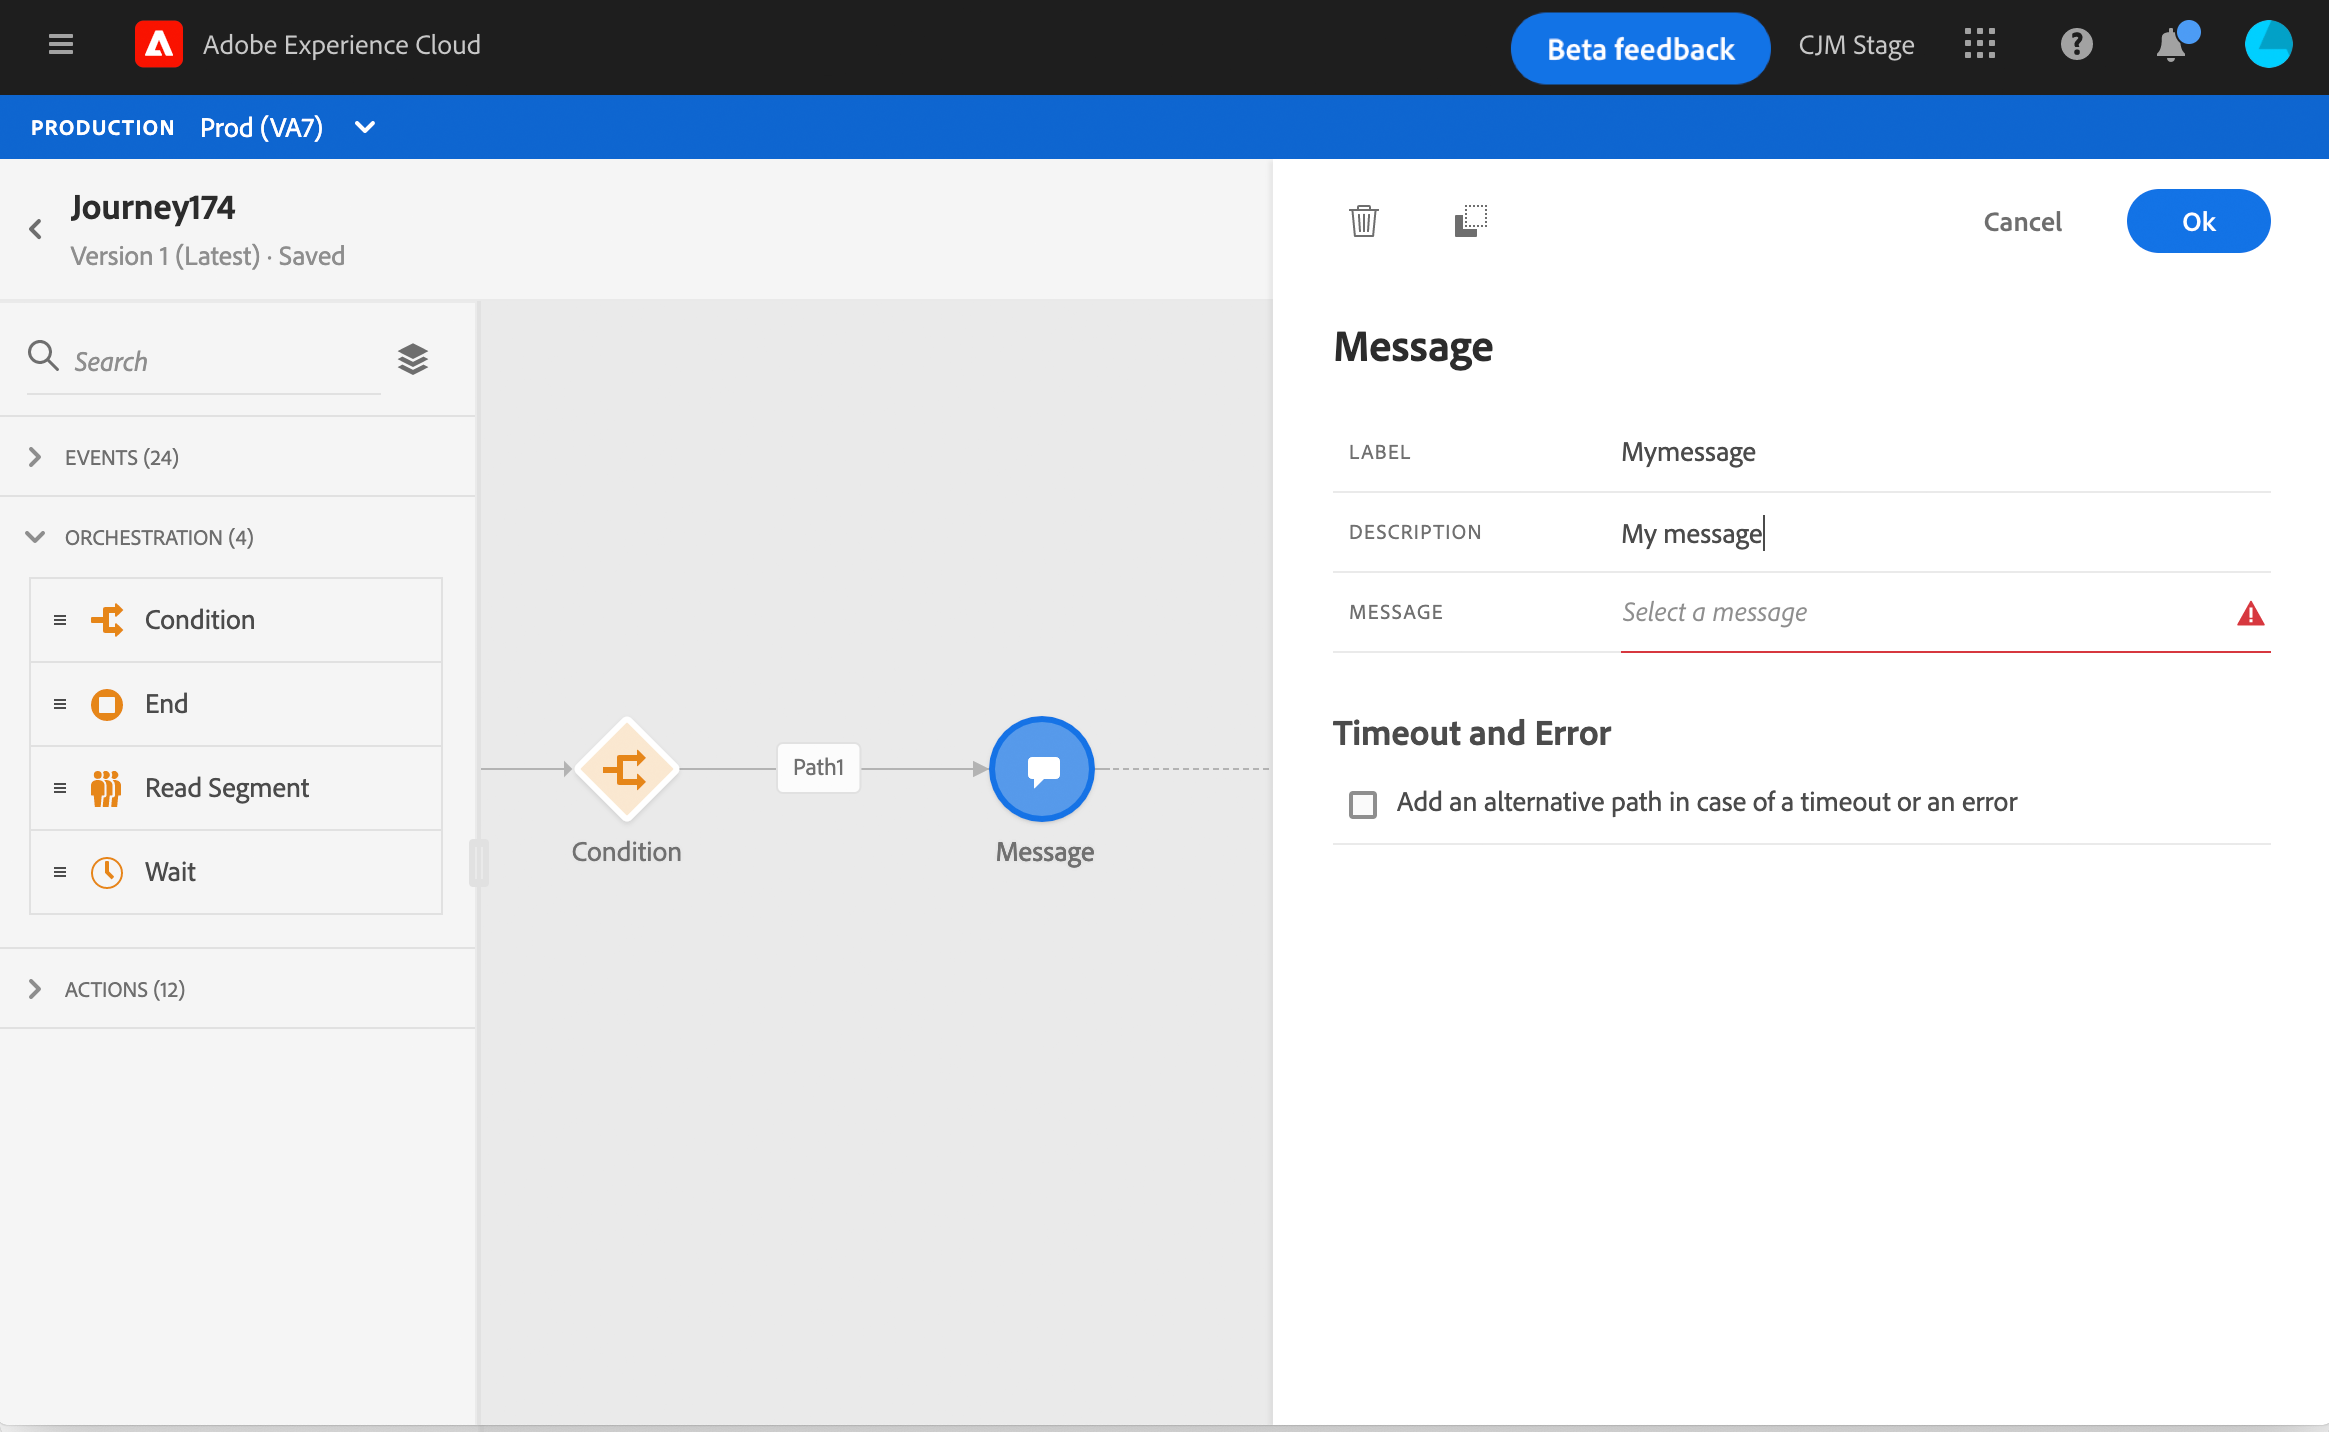 Adobe Experience Cloud
Beta feedback
CJM Stage
PRODUCTION Prod (VA7)
Journey174
Version 1 (Latest) · Saved
Cancel
Ok
Search
EVENTS (24)
ORCHESTRATION (4)
Condition
End
Read Segment
Wait
ACTIONS (12)
Path1
Condition
Message
Message
LABEL Mymessage
DESCRIPTION My message
MESSAGE Select a message
Timeout and Error
Add an alternative path in case of a timeout or an error